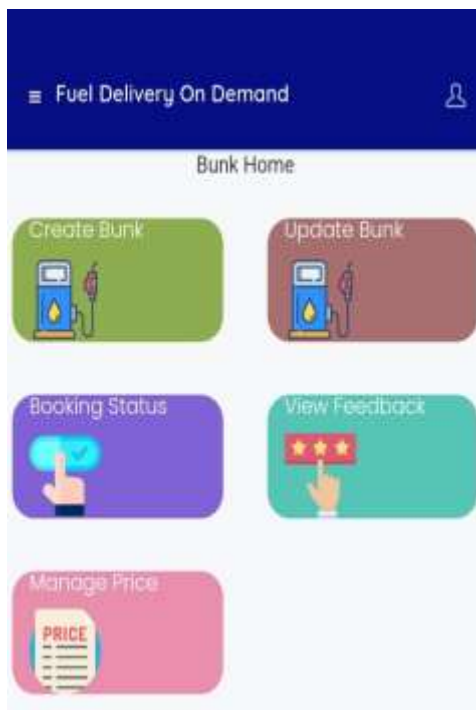 Fuel Delivery On Demand
Bunk Home
Create Bunk
Update Bunk
Booking Status
View Feedback
Manage Price
PRICE